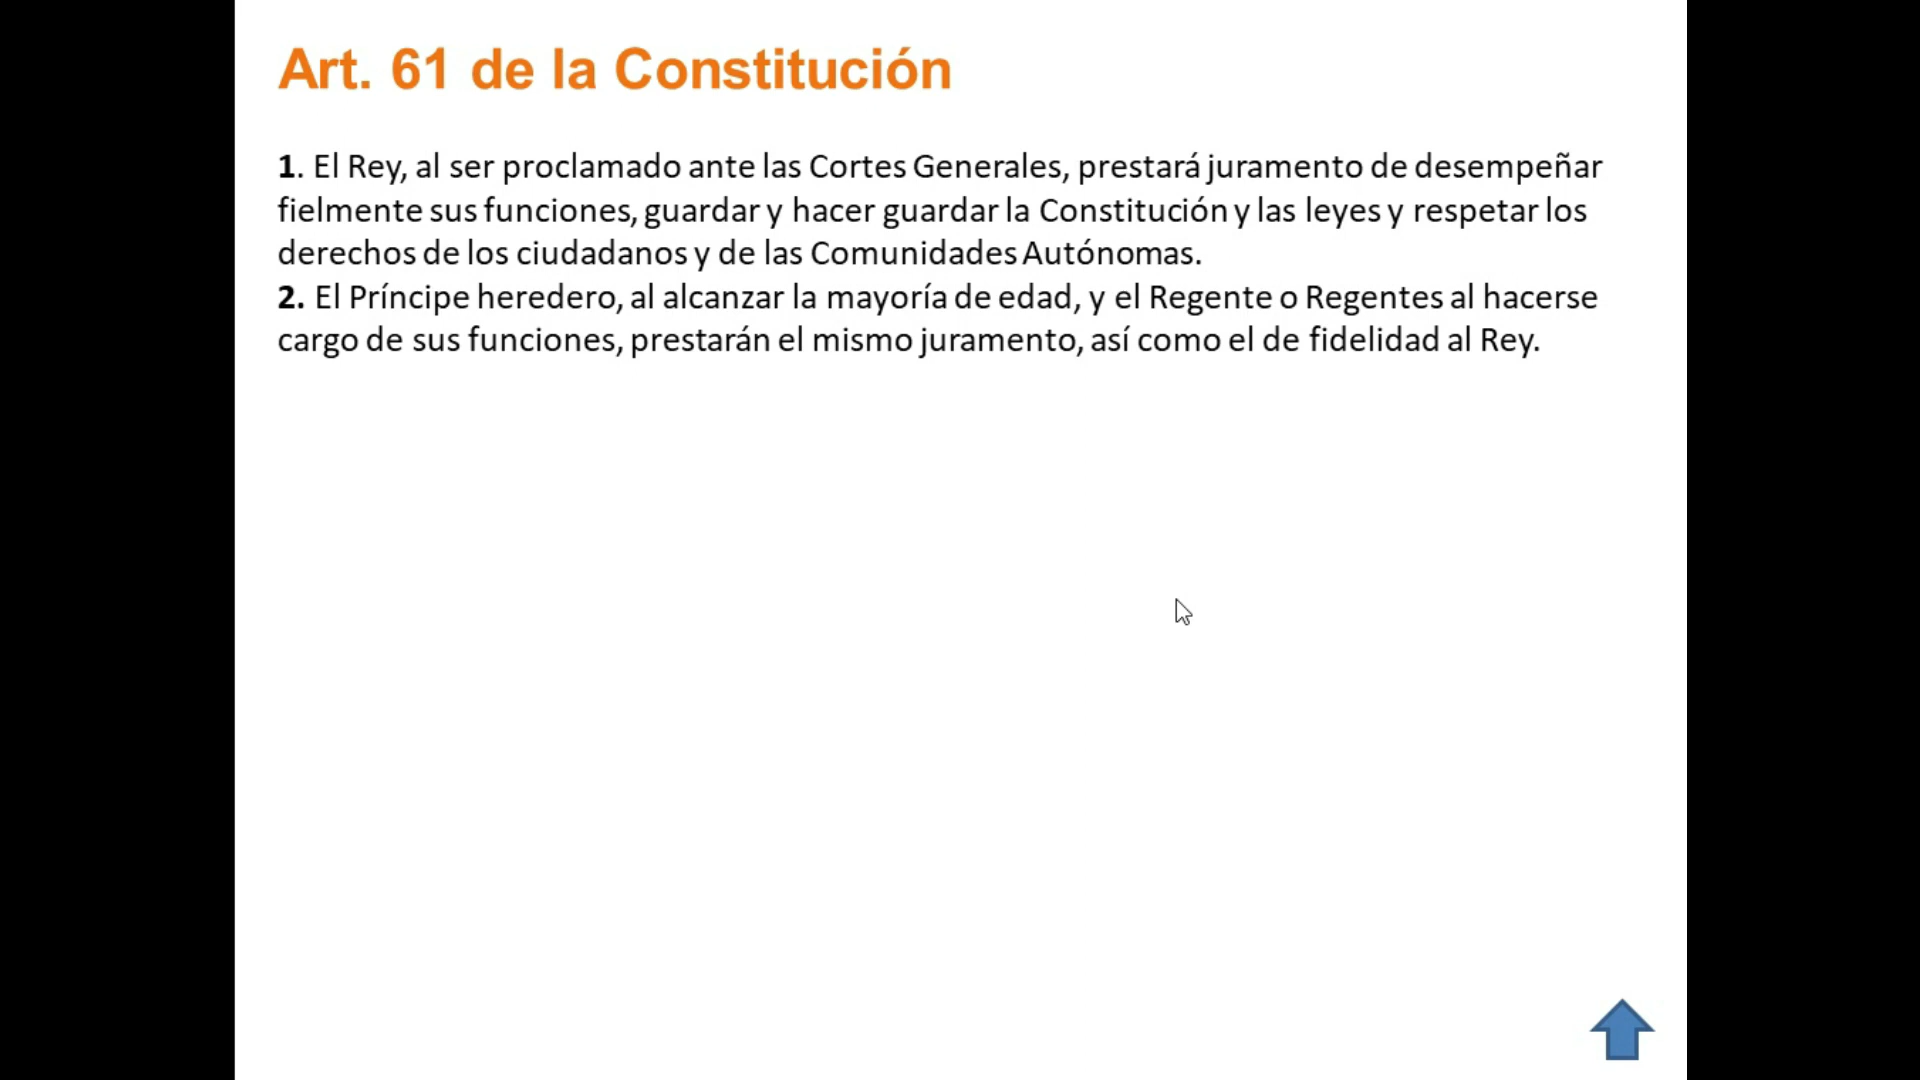 Art. 61 de la Constitución
1. El Rey, al ser proclamado ante las Cortes Generales, prestará juramento de desempeñar
fielmente sus funciones, guardar y hacer guardar la Constitución y las leyes y respetar los
derechos de los ciudadanos y de las Comunidades Autónomas.
2. El Príncipe heredero, al alcanzar la mayoría de edad, y el Regente o Regentes al hacerse
cargo de sus funciones, prestarán el mismo juramento, así como el de fidelidad al Rey.